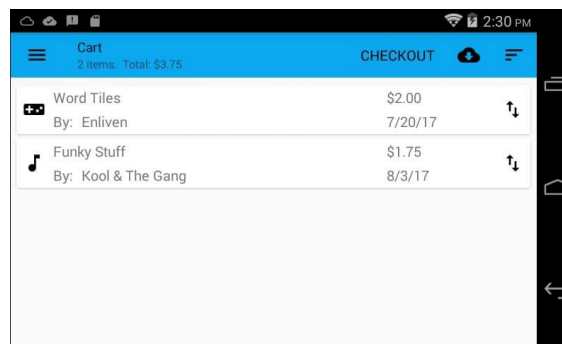 2:30 PM
Cart
CHECKOUT
2 items. Total: $3.75
Word Tiles $2.00
By: Enliven 7/20/17
Funky Stuff $1.75
By: Kool & The Gang 8/3/17